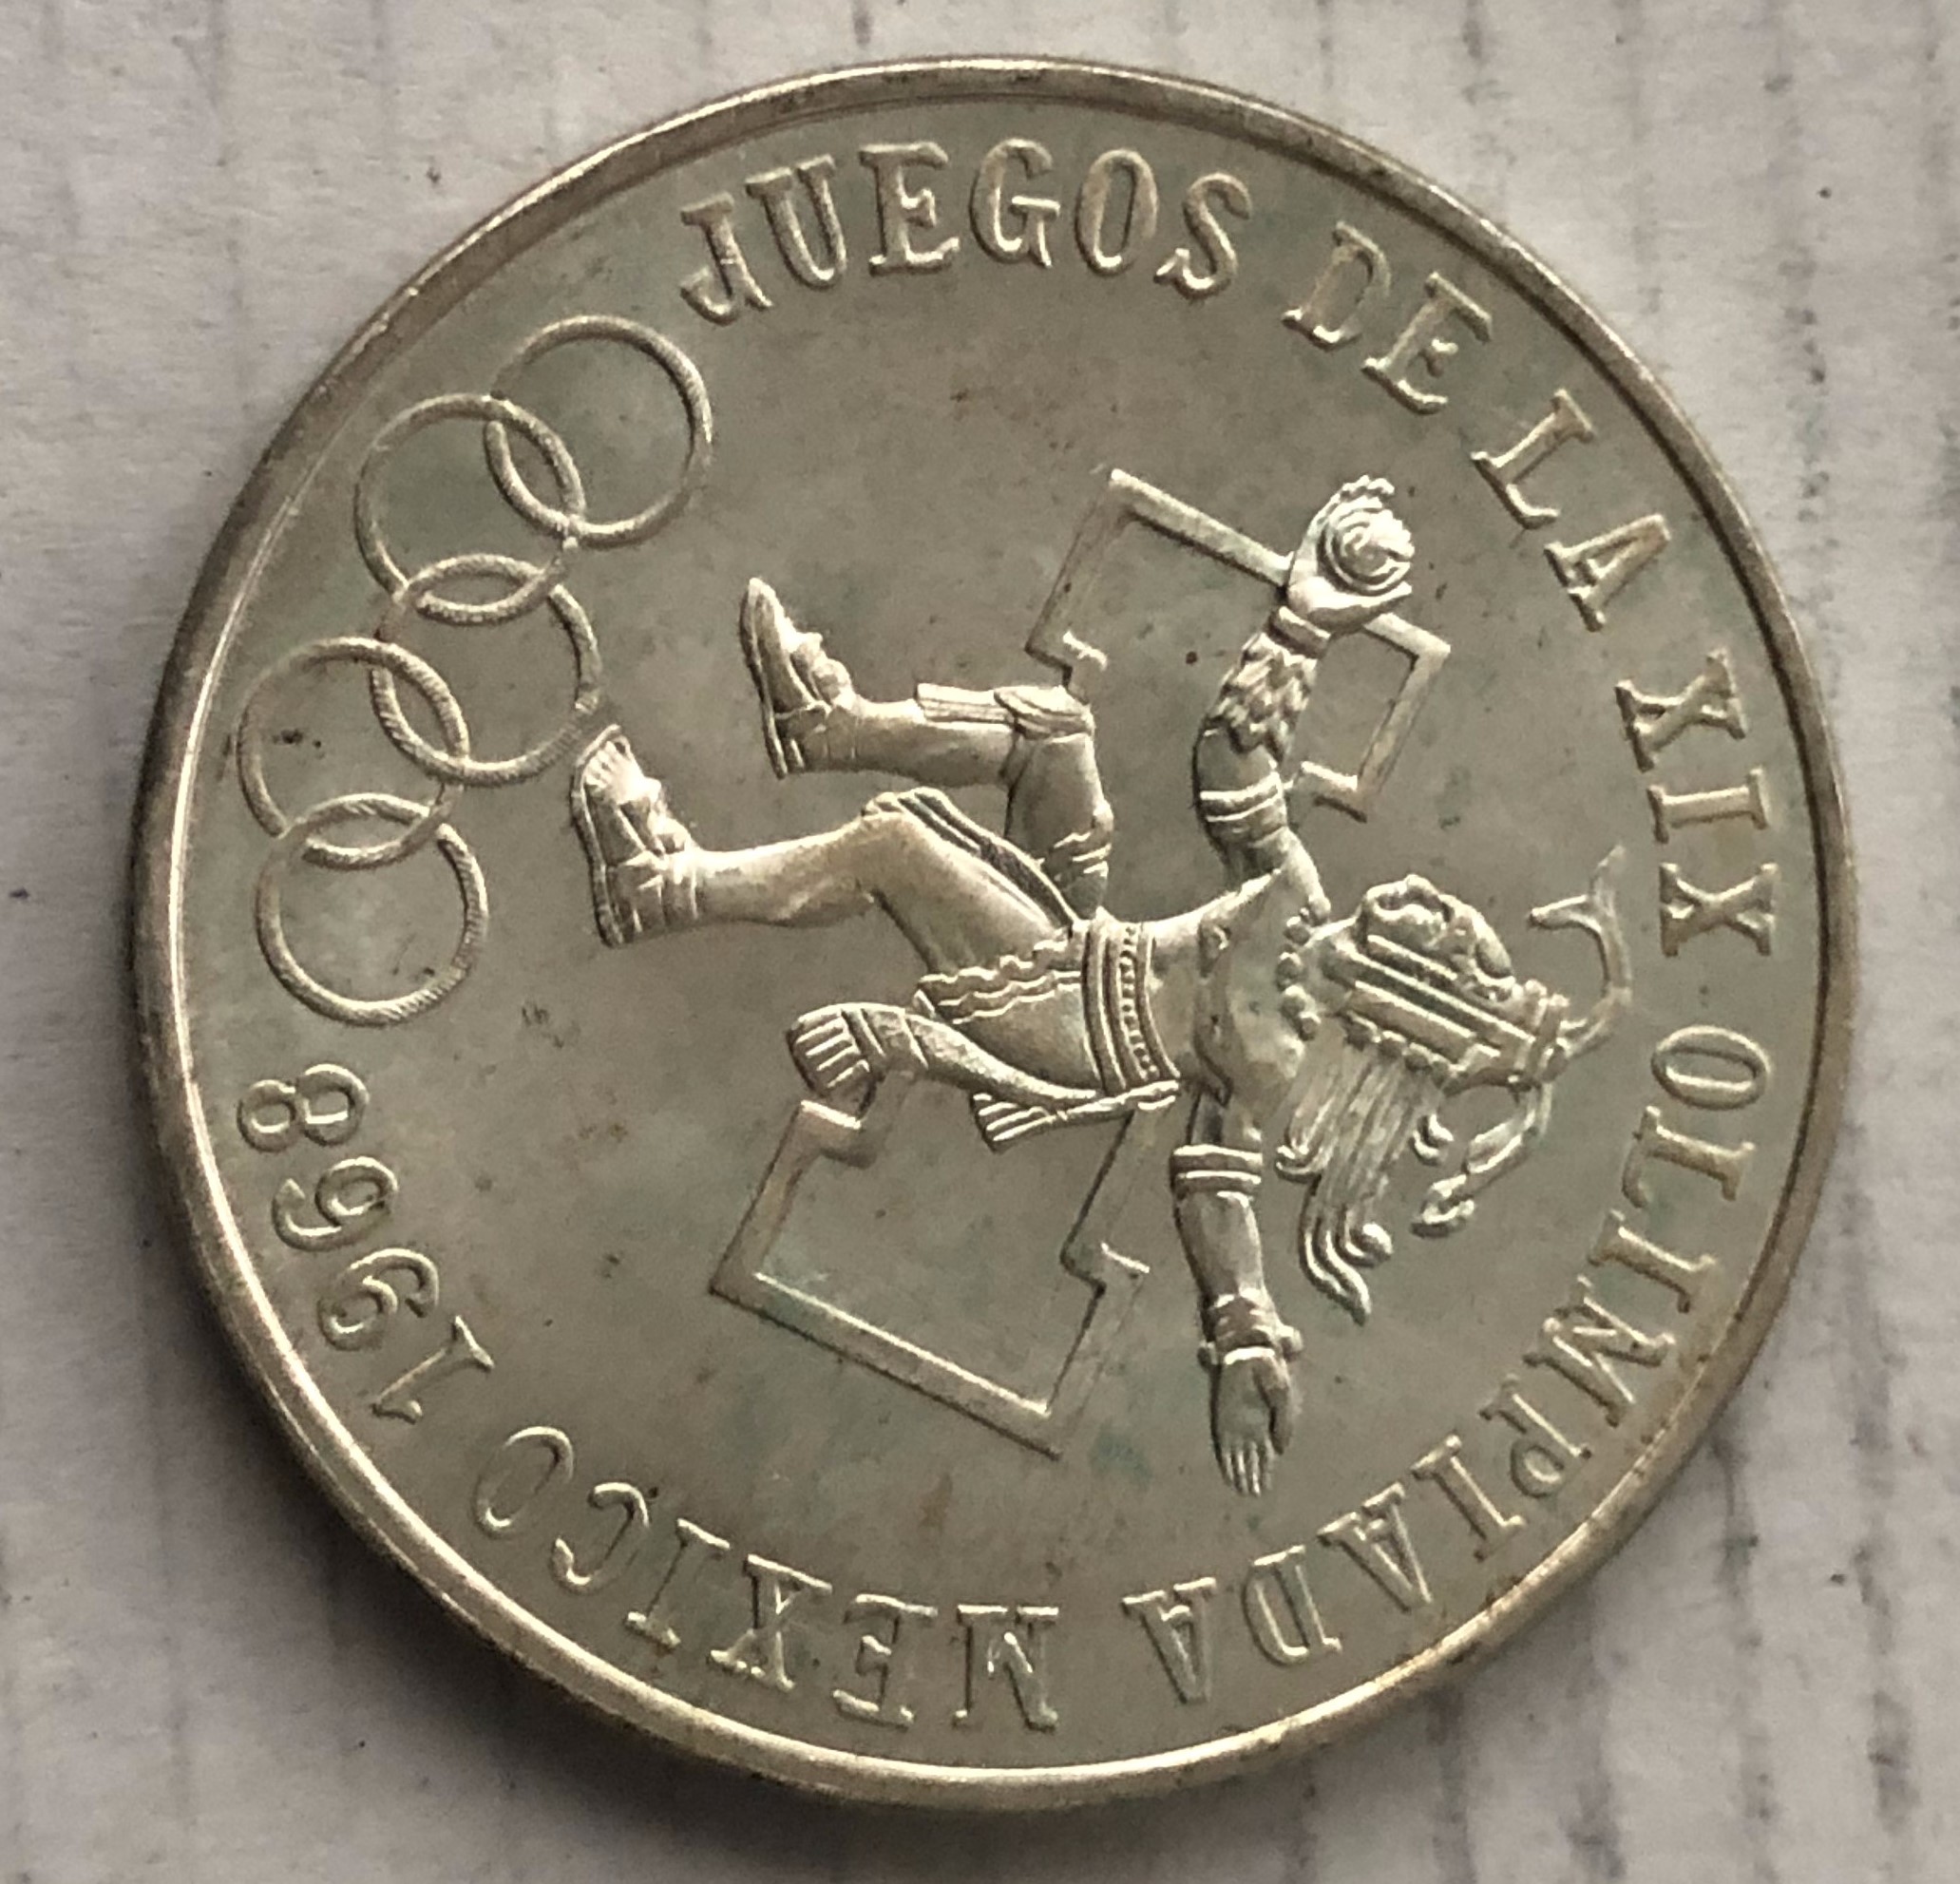 JUEGOS DE LA XIX OLIMPIADA MEXICO 1968